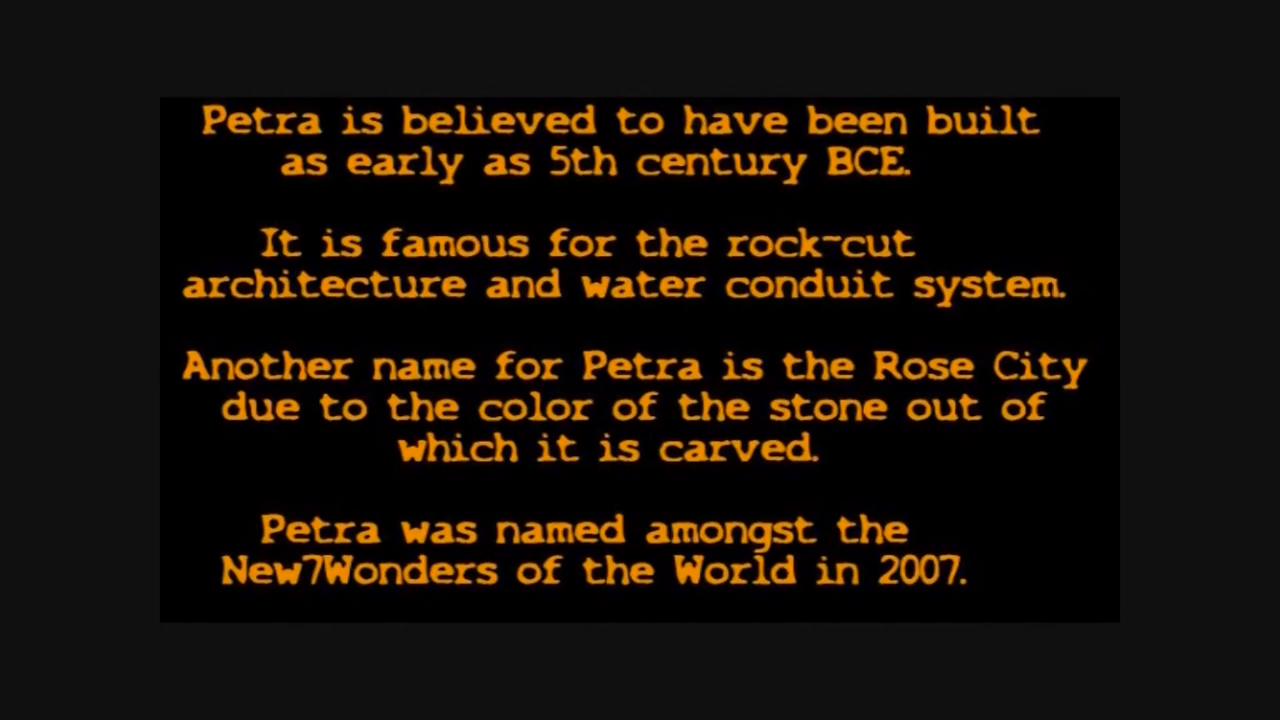 Petra is believed to have been built
as early as 5th century BCE.
It is famous for the rock-cut
architecture and water conduit system.
Another name for Petra is the Rose City
due to the color of the stone out of
which it is carved.
Petra was named amongst the
New7Wonders of the World in 2007.